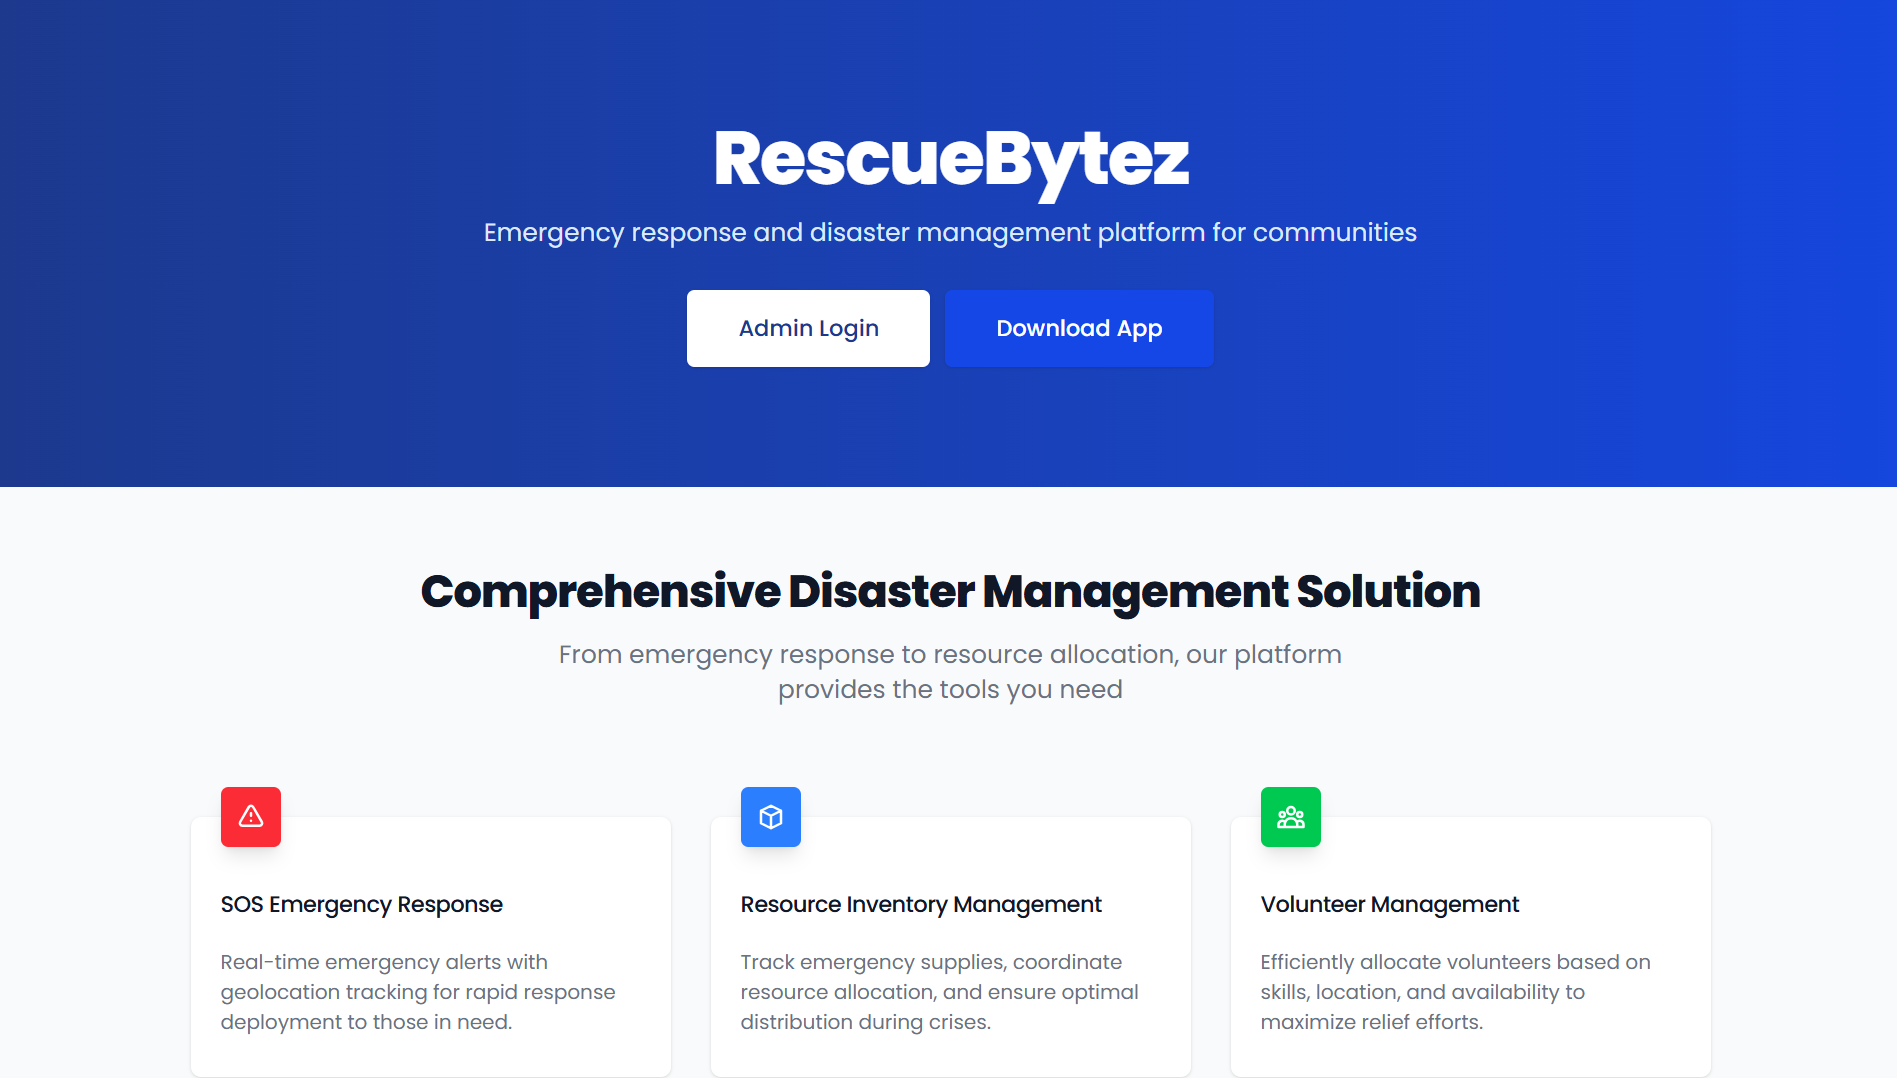 RescueBytez
Emergency response and disaster management platform for communities
Admin Login
Download App
Comprehensive Disaster Management Solution
From emergency response to resource allocation, our platform
provides the tools you need
SOS Emergency Response
Real-time emergency alerts with
geolocation tracking for rapid response
deployment to those in need.
Resource Inventory Management
Track emergency supplies, coordinate
resource allocation, and ensure optimal
distribution during crises.
Volunteer Management
Efficiently allocate volunteers based on
skills, location, and availability to
maximize relief efforts.